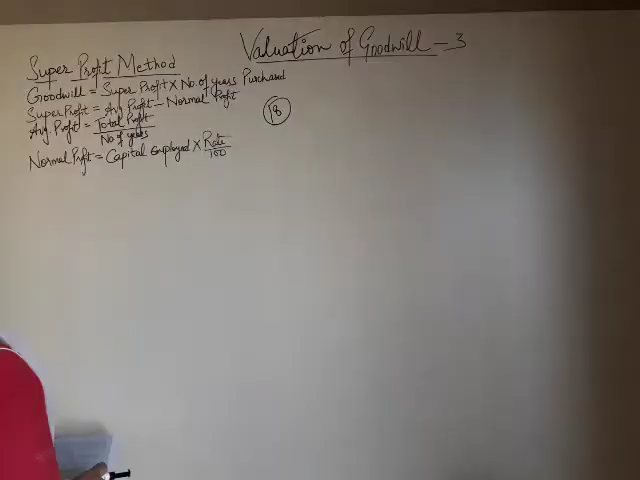 Valuation of Goodwill - 3
Super Profit Method
Goodwill = Super Profit × No. of years Purchased
Super Profit = Avg Profit - Normal Profit
Avg. Profit = Total Profit / No of years
18
Normal Profit = Capital employed × Rate / 100